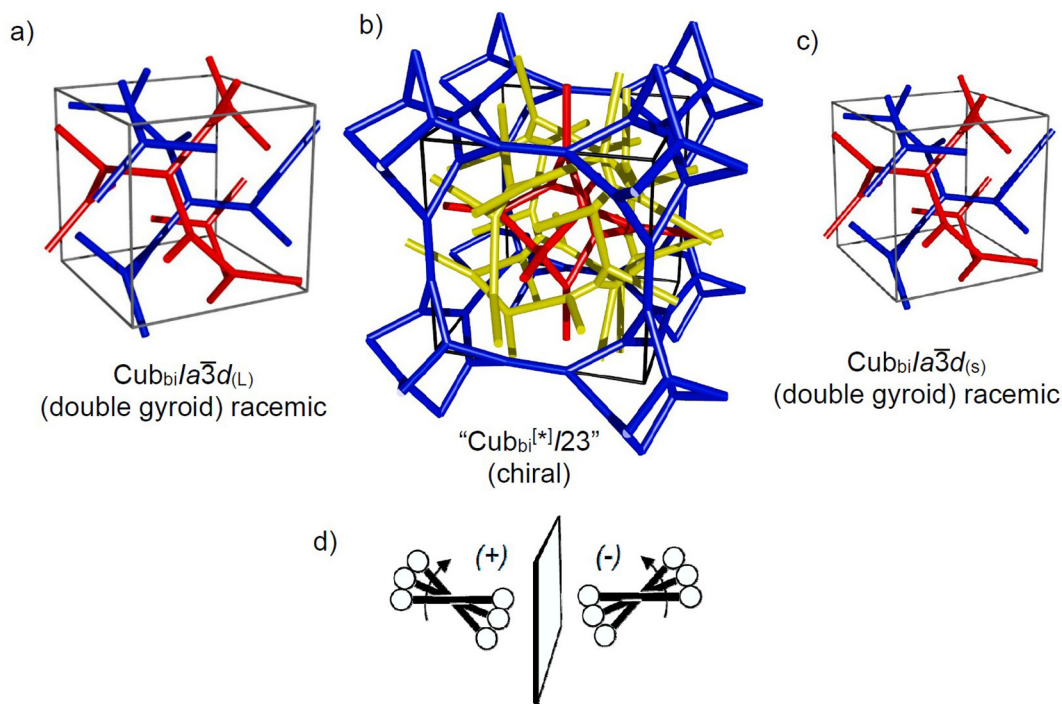 a)
b)
c)
Cub_bi/Ia3̅d_(L)
(double gyroid) racemic
"Cub_bi^[*]/I23"
(chiral)
Cub_bi/Ia3̅d_(s)
(double gyroid) racemic
d)
(+)
(-)